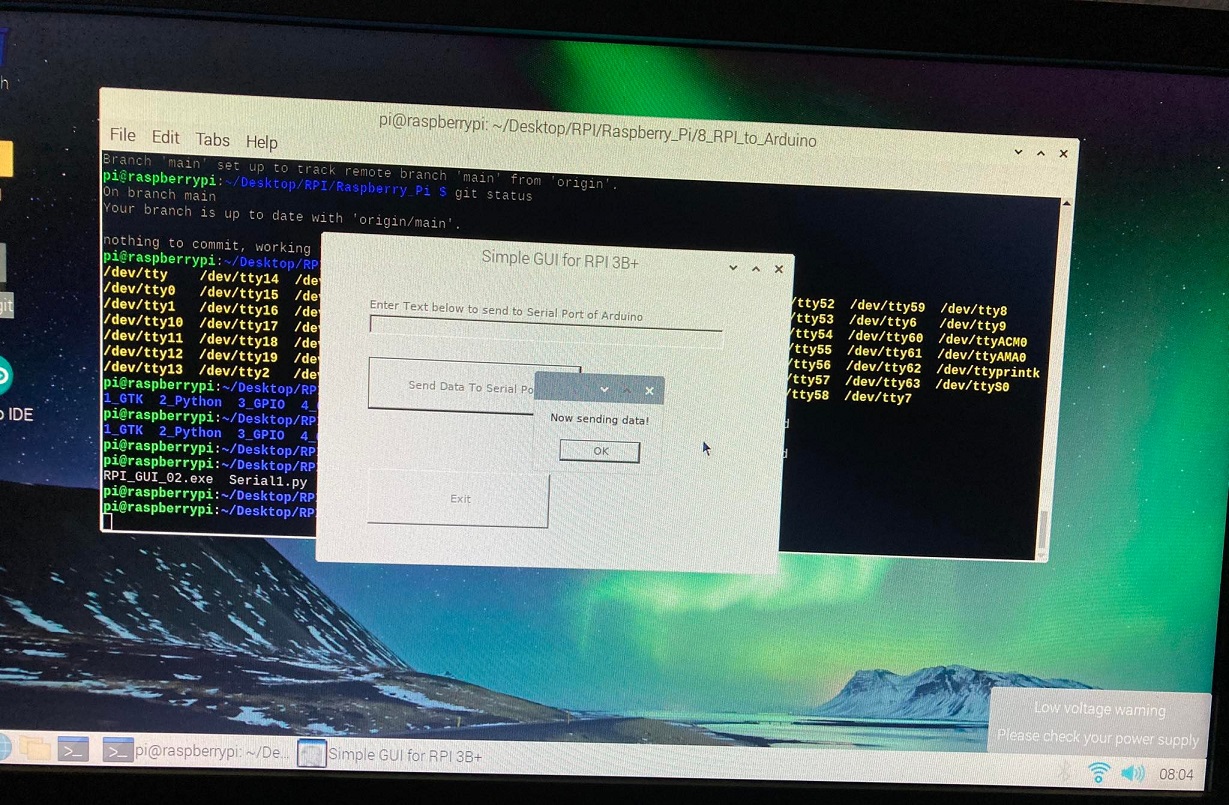 h
git
IDE
pi@raspberrypi: ~/Desktop/RPI/Raspberry_Pi/8_RPI_to_Arduino
File Edit Tabs Help
Branch 'main' set up to track remote branch 'main' from 'origin'.
pi@raspberrypi:~/Desktop/RPI/Raspberry_Pi $ git status
On branch main
Your branch is up to date with 'origin/main'.
nothing to commit, working
pi@raspberrypi:~/Desktop/RP
/dev/tty /dev/tty14 /de /tty52 /dev/tty59 /dev/tty8
/dev/tty0 /dev/tty15 /de /tty53 /dev/tty6 /dev/tty9
/dev/tty1 /dev/tty16 /de /tty54 /dev/tty60 /dev/ttyACM0
/dev/tty10 /dev/tty17 /de /tty55 /dev/tty61 /dev/ttyAMA0
/dev/tty11 /dev/tty18 /de /tty56 /dev/tty62 /dev/ttyprintk
/dev/tty12 /dev/tty19 /de /tty57 /dev/tty63 /dev/ttyS0
/dev/tty13 /dev/tty2 /de /tty58 /dev/tty7
pi@raspberrypi:~/Desktop/RP
1_GTK 2_Python 3_GPIO 4_
pi@raspberrypi:~/Desktop/RP
1_GTK 2_Python 3_GPIO 4_
pi@raspberrypi:~/Desktop/RP
pi@raspberrypi:~/Desktop/RP
RPI_GUI_02.exe Serial1.py
pi@raspberrypi:~/Desktop/RP
pi@raspberrypi:~/Desktop/RP
Simple GUI for RPI 3B+
Enter Text below to send to Serial Port of Arduino
Send Data To Serial Po
Now sending data!
OK
Exit
Low voltage warning
Please check your power supply
pi@raspberrypi: ~/De...
Simple GUI for RPI 3B+
08:04